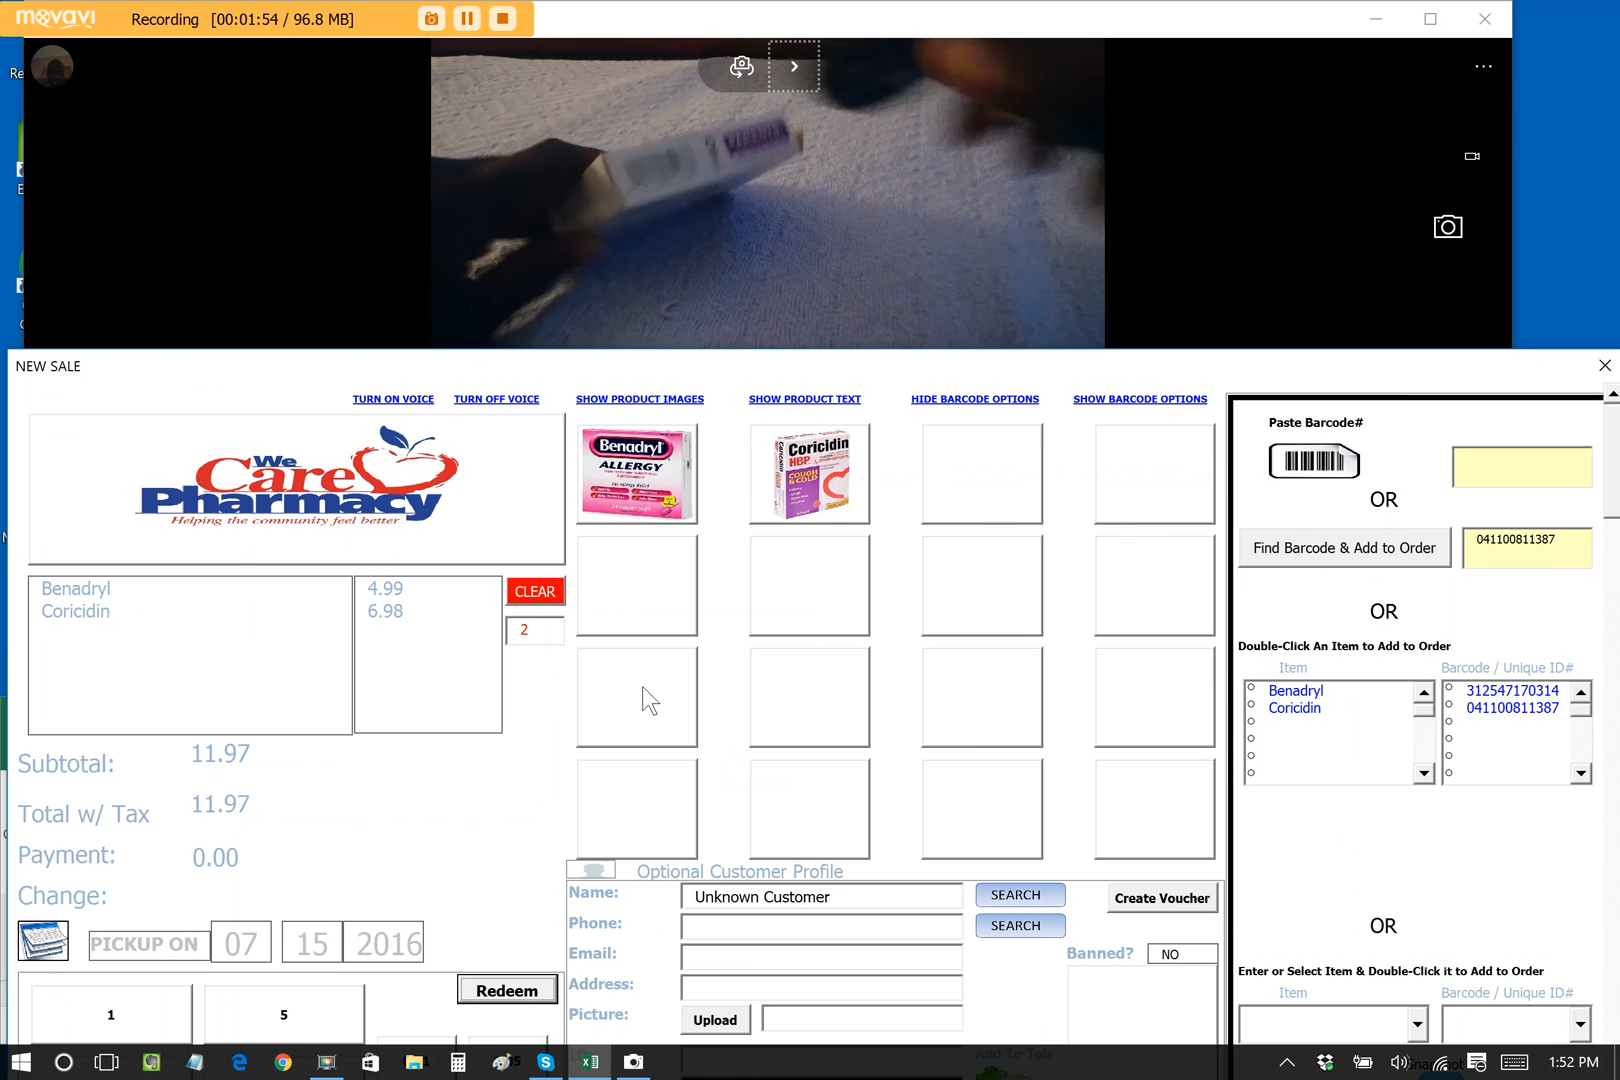 movavi
Recording [00:01:54 / 96.8 MB]
NEW SALE
TURN ON VOICE TURN OFF VOICE SHOW PRODUCT IMAGES SHOW PRODUCT TEXT HIDE BARCODE OPTIONS SHOW BARCODE OPTIONS
We
Care
Pharmacy
Helping the community feel better
Benadryl
ALLERGY
Coricidin
HBP
COUGH
& COLD
Paste Barcode#
OR
Find Barcode & Add to Order 041100811387
OR
Double-Click An Item to Add to Order
Item Barcode / Unique ID#
Benadryl 312547170314
Coricidin 041100811387
Benadryl 4.99 CLEAR
Coricidin 6.98
2
Subtotal: 11.97
Total w/ Tax 11.97
Payment: 0.00
Change:
PICKUP ON 07 15 2016
Redeem
1 5
Optional Customer Profile
Name: Unknown Customer SEARCH Create Voucher
Phone: SEARCH
Email: Banned? NO
Address:
Picture: Upload
Add To Tab
OR
Enter or Select Item & Double-Click it to Add to Order
Item Barcode / Unique ID#
1:52 PM